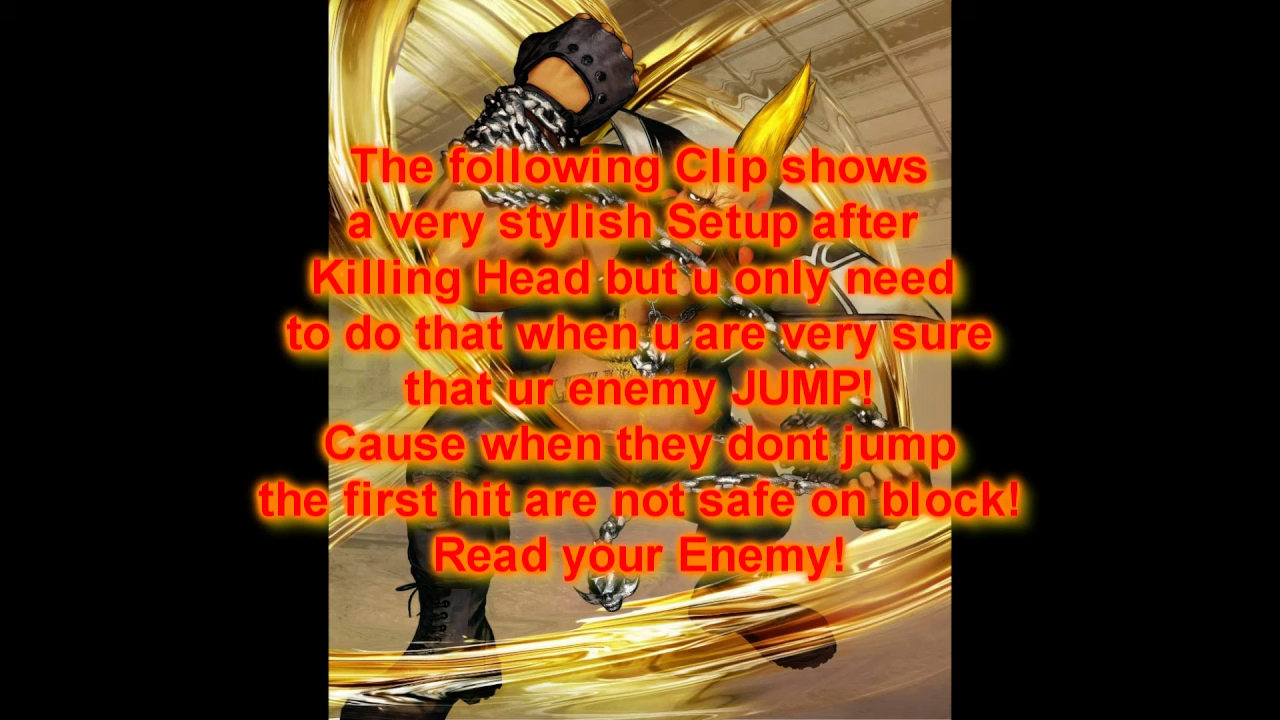 The following Clip shows
a very stylish Setup after
Killing Head but u only need
to do that when u are very sure
that ur enemy JUMP!
Cause when they dont jump
the first hit are not safe on block!
Read your Enemy!